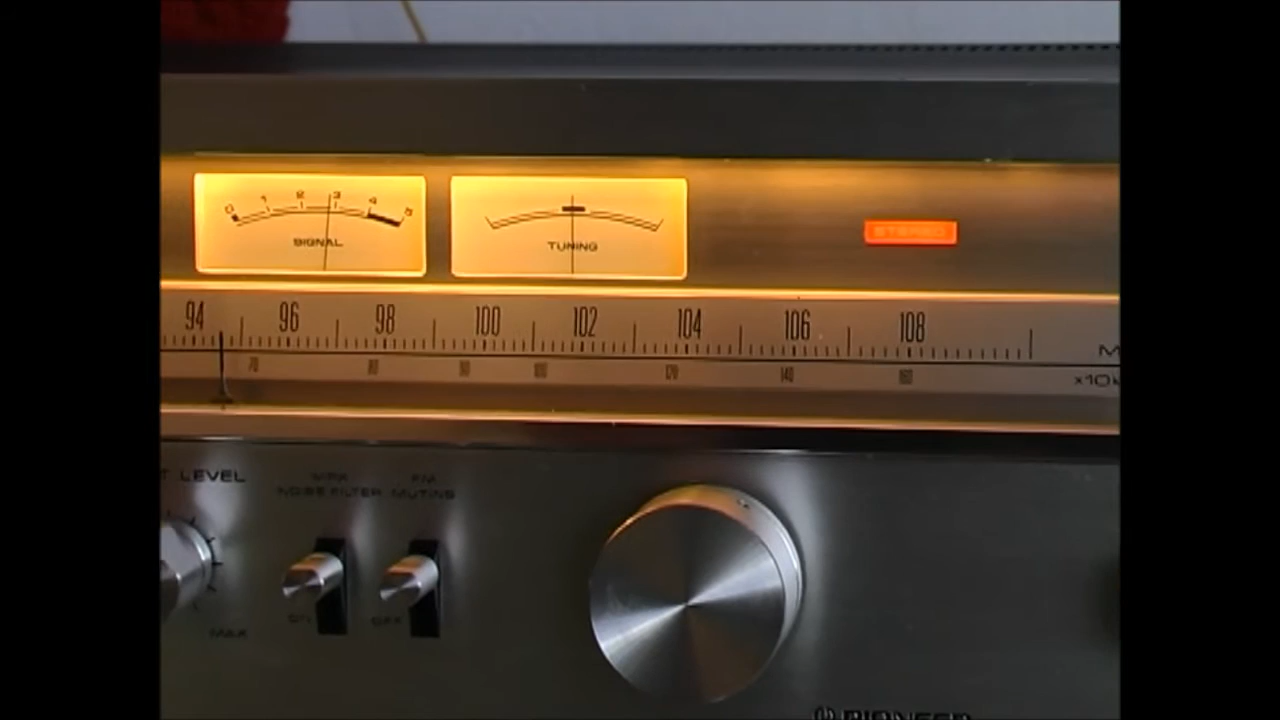 0 1 2 3 4 5
SIGNAL
TUNING
STEREO
94 96 98 100 102 104 106 108
70 80 90 100 120 140 160
×10
T LEVEL
MPX
NOISE FILTER
FM
MUTING
ON
OFF
MAX
PIONEER